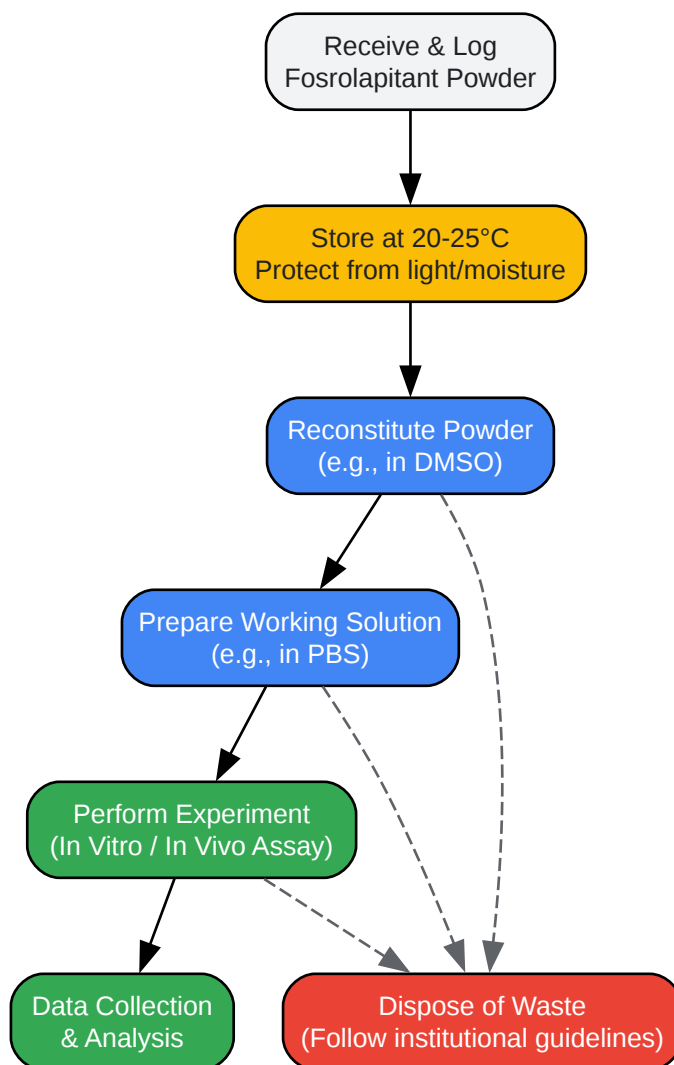 Receive & Log
Fosrolapitant Powder
Store at 20-25°C
Protect from light/moisture
Reconstitute Powder
(e.g., in DMSO)
Prepare Working Solution
(e.g., in PBS)
Perform Experiment
(In Vitro / In Vivo Assay)
Data Collection
& Analysis
Dispose of Waste
(Follow institutional guidelines)